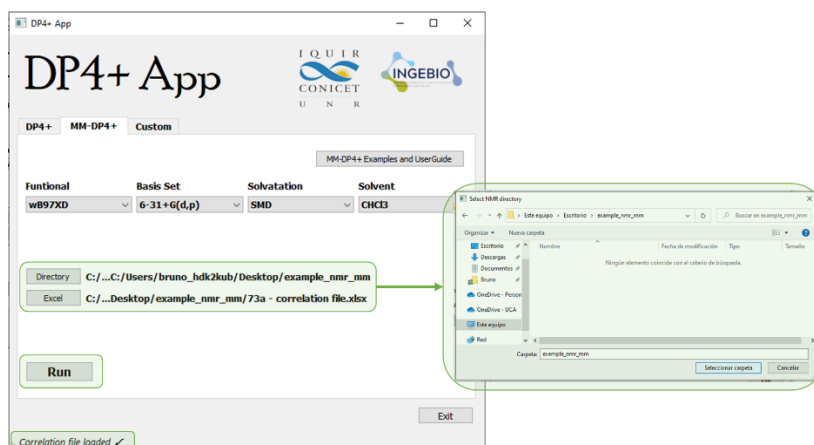 DP4+ App
DP4+ App
I Q U I R
CONICET
U N R
INGEBIO
DP4+ MM-DP4+ Custom
MM-DP4+ Examples and UserGuide
Funtional Basis Set Solvatation Solvent
wB97XD 6-31+G(d,p) SMD CHCl3
Directory C:/...C:/Users/bruno_hdk2kub/Desktop/example_nmr_mm
Excel C:/...Desktop/example_nmr_mm/73a - correlation file.xlsx
Run
Exit
Correlation file loaded ✓
Select NMR directory
Este equipo › Escritorio › example_nmr_mm
Buscar en example_nmr_mm
Organizar Nueva carpeta
Escritorio
Descargas
Documentos
Bruno
OneDrive - Person
OneDrive - UCA
Este equipo
Red
Nombre Fecha de modificación Tipo Tamaño
Ningún elemento coincide con el criterio de búsqueda.
Carpeta: example_nmr_mm
Seleccionar carpeta Cancelar